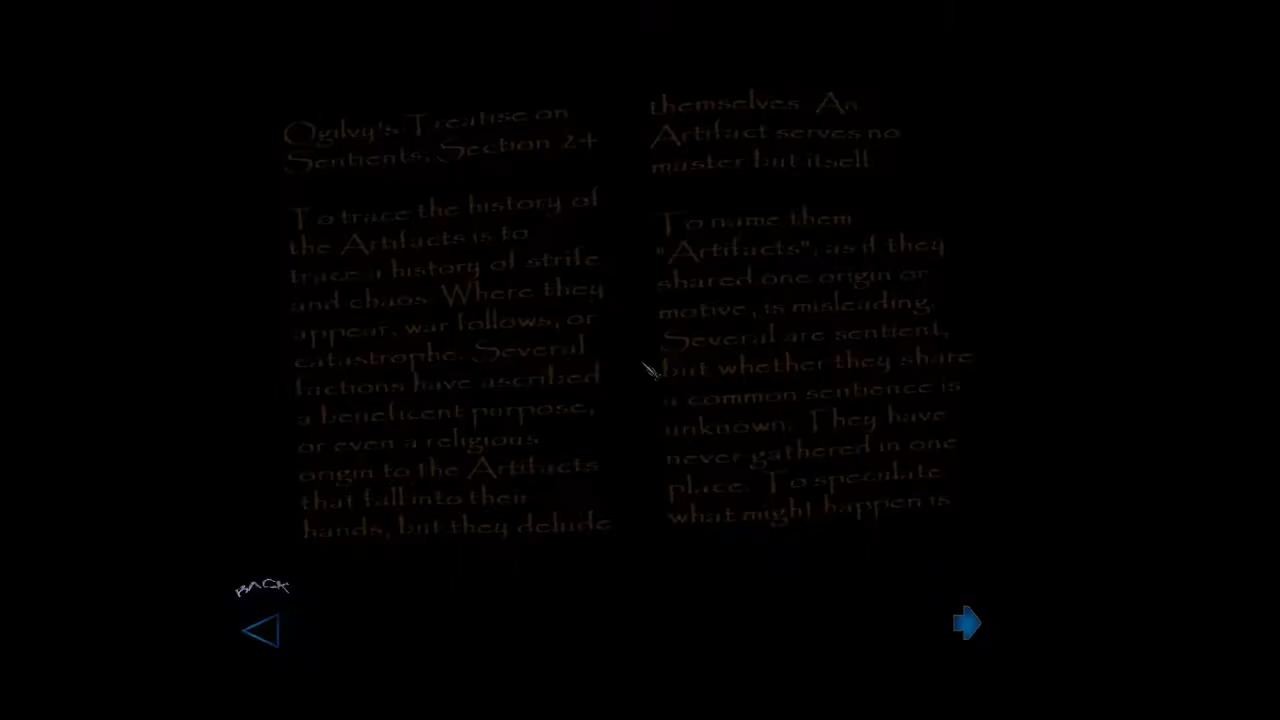 Ogilvy's Treatise on
Sentients, Section 24
To trace the history of
the Artifacts is to
trace a history of strife
and chaos. Where they
appear, war follows, or
catastrophe. Several
factions have ascribed
a beneficent purpose,
or even a religious
origin to the Artifacts
that fall into their
hands, but they delude
themselves. An
Artifact serves no
master but itself.
To name them
"Artifacts", as if they
shared one origin or
motive, is misleading.
Several are sentient,
but whether they share
a common sentience is
unknown. They have
never gathered in one
place. To speculate
what might happen is
BACK